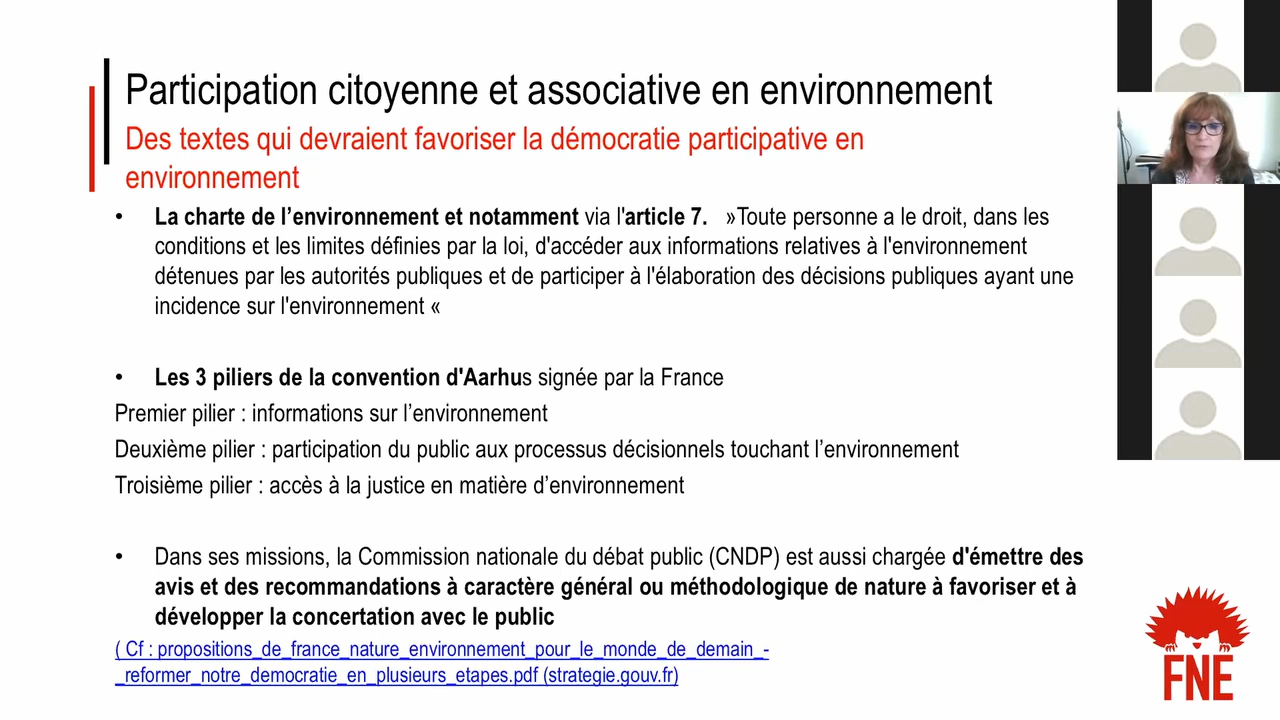 Participation citoyenne et associative en environnement
Des textes qui devraient favoriser la démocratie participative en
environnement
• La charte de l’environnement et notamment via l'article 7. »Toute personne a le droit, dans les
conditions et les limites définies par la loi, d'accéder aux informations relatives à l'environnement
détenues par les autorités publiques et de participer à l'élaboration des décisions publiques ayant une
incidence sur l'environnement «
• Les 3 piliers de la convention d'Aarhus signée par la France
Premier pilier : informations sur l’environnement
Deuxième pilier : participation du public aux processus décisionnels touchant l’environnement
Troisième pilier : accès à la justice en matière d’environnement
• Dans ses missions, la Commission nationale du débat public (CNDP) est aussi chargée d'émettre des
avis et des recommandations à caractère général ou méthodologique de nature à favoriser et à
développer la concertation avec le public
( Cf : propositions_de_france_nature_environnement_pour_le_monde_de_demain_-
_reformer_notre_democratie_en_plusieurs_etapes.pdf (strategie.gouv.fr)
FNE